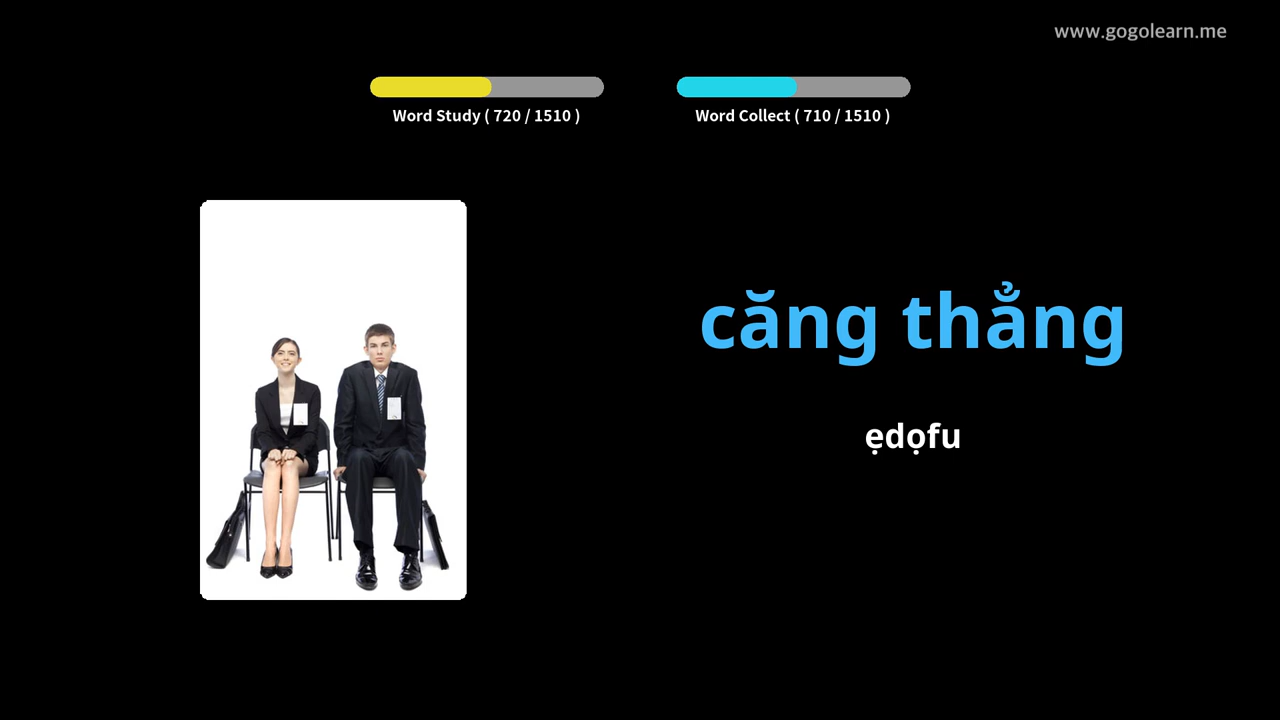 www.gogolearn.me
Word Study ( 720 / 1510 )
Word Collect ( 710 / 1510 )
căng thẳng
ẹdọfu